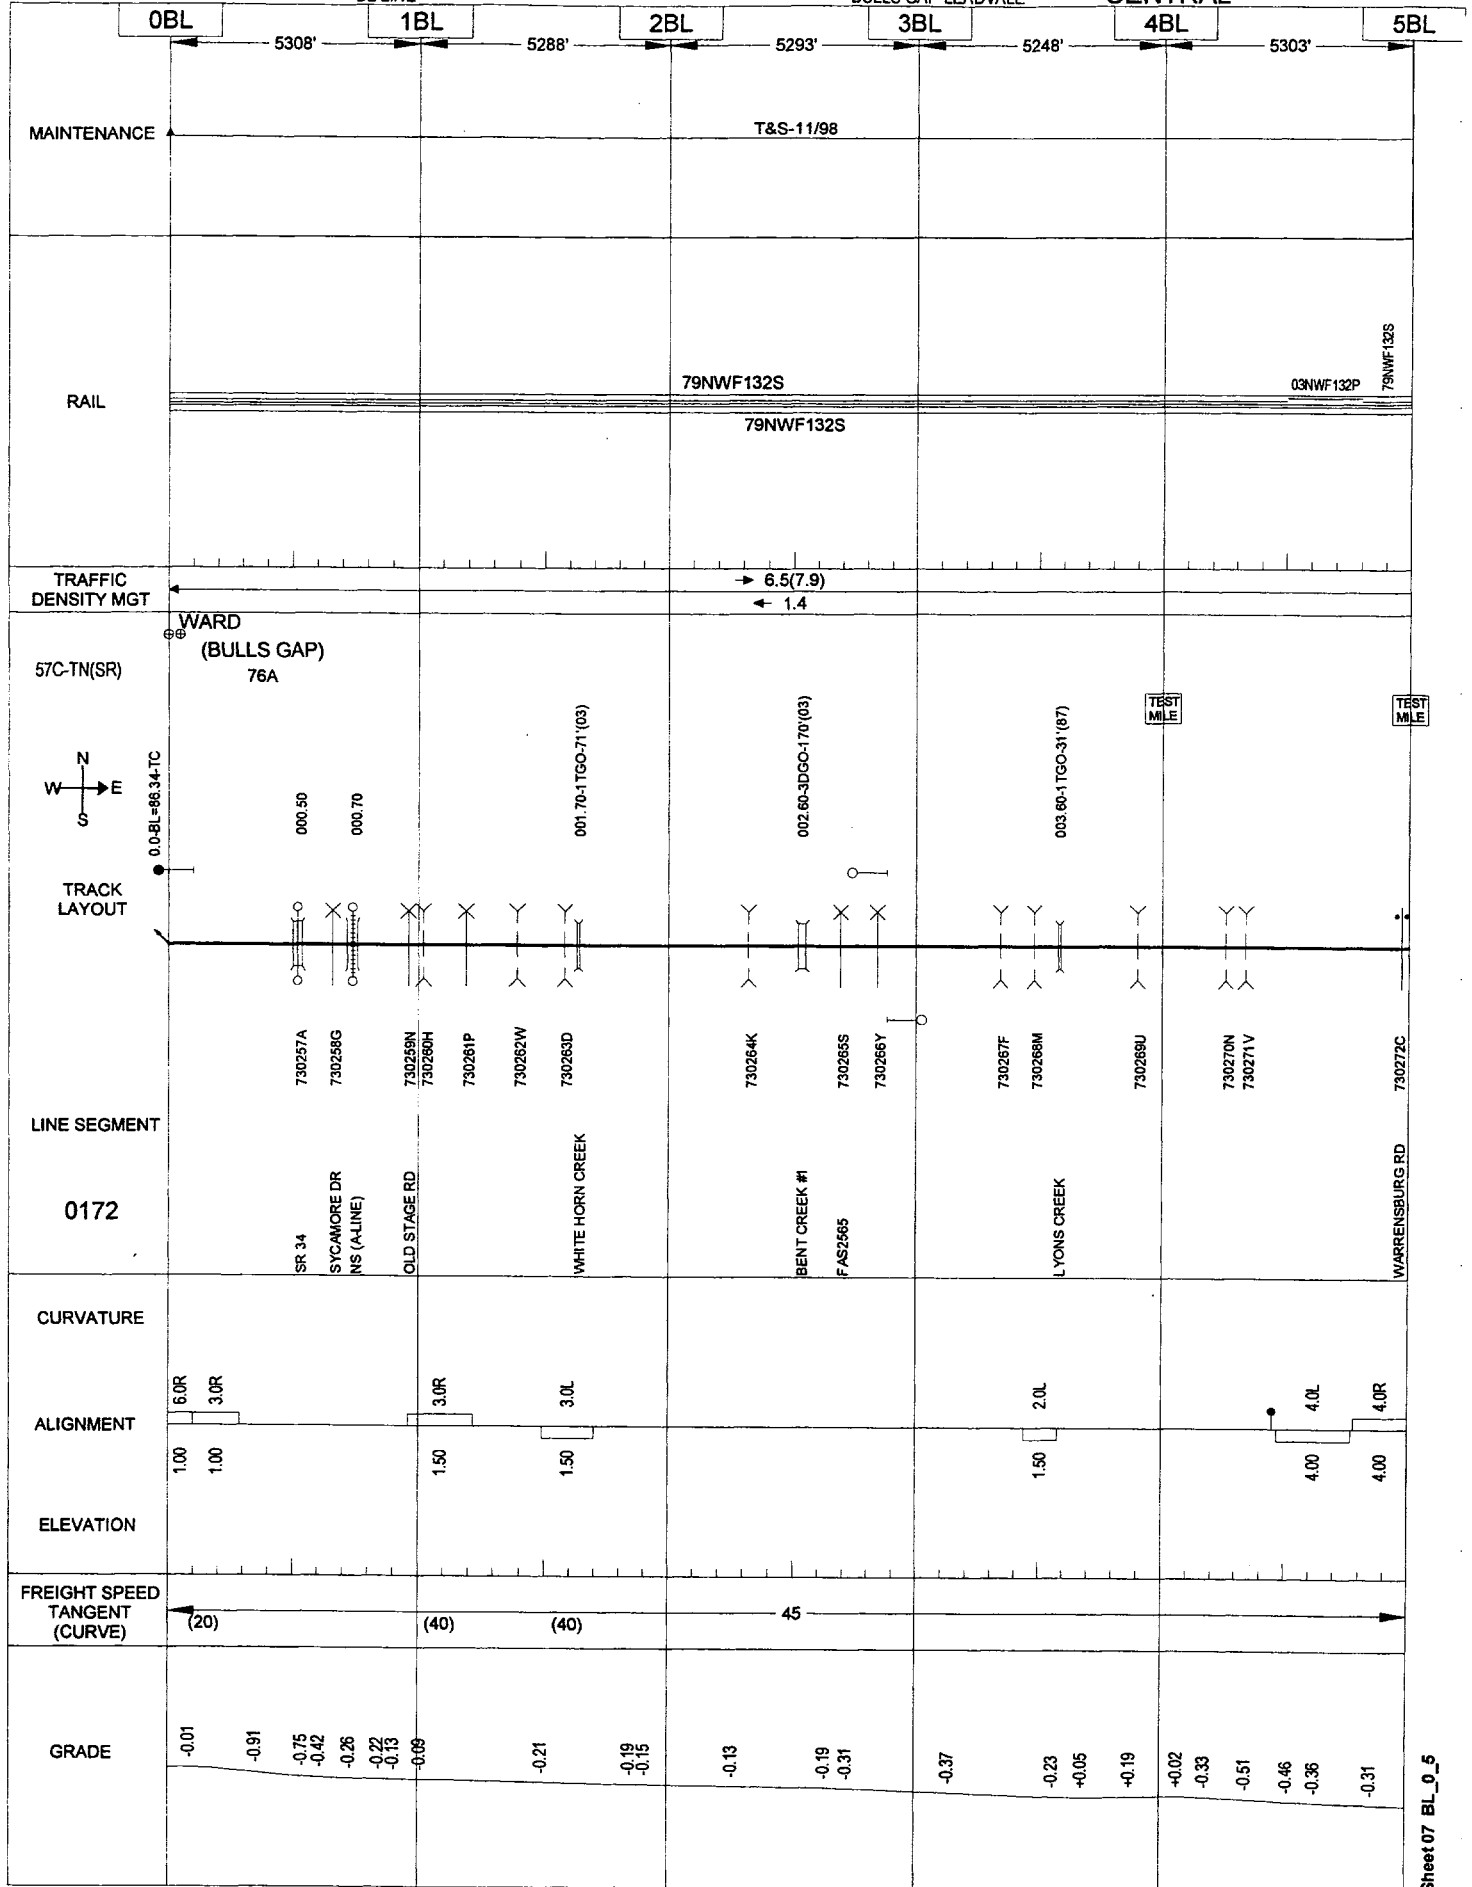 0BL 1BL 2BL 3BL 4BL 5BL
CENTRAL
5308' 5288' 5293' 5248' 5303'
MAINTENANCE
T&S-11/98
RAIL
79NWF132S
79NWF132S
03NWF132P
79NWF132S
TRAFFIC
DENSITY MGT
6.5(7.9)
1.4
57C-TN(SR)
WARD
(BULLS GAP)
76A
N
W E
S
0.0-BL=86.34-TC
000.50
000.70
001.70-1TGO-71'(03)
002.60-3DGO-170'(03)
003.60-1TGO-31'(87)
TEST
MILE
TEST
MILE
TRACK
LAYOUT
730257A
730258G
730259N
730260H
730261P
730262W
730263D
730264K
730265S
730266Y
730267F
730268M
730269U
730270N
730271V
730272C
LINE SEGMENT
0172
SR 34
SYCAMORE DR
NS (A-LINE)
OLD STAGE RD
WHITE HORN CREEK
BENT CREEK #1
FAS2565
LYONS CREEK
WARRENSBURG RD
CURVATURE
6.0R 3.0R 3.0R 3.0L 2.0L 4.0L 4.0R
ALIGNMENT
1.00 1.00 1.50 1.50 1.50 4.00 4.00
ELEVATION
FREIGHT SPEED
TANGENT
(CURVE)
(20) (40) (40) 45
GRADE
-0.01
-0.91
-0.75
-0.42
-0.26
-0.22
-0.13
-0.09
-0.21
-0.19
-0.15
-0.13
-0.19
-0.31
-0.37
-0.23
+0.05
+0.19
+0.02
-0.33
-0.51
-0.46
-0.36
-0.31
Sheet 07 BL_0_5